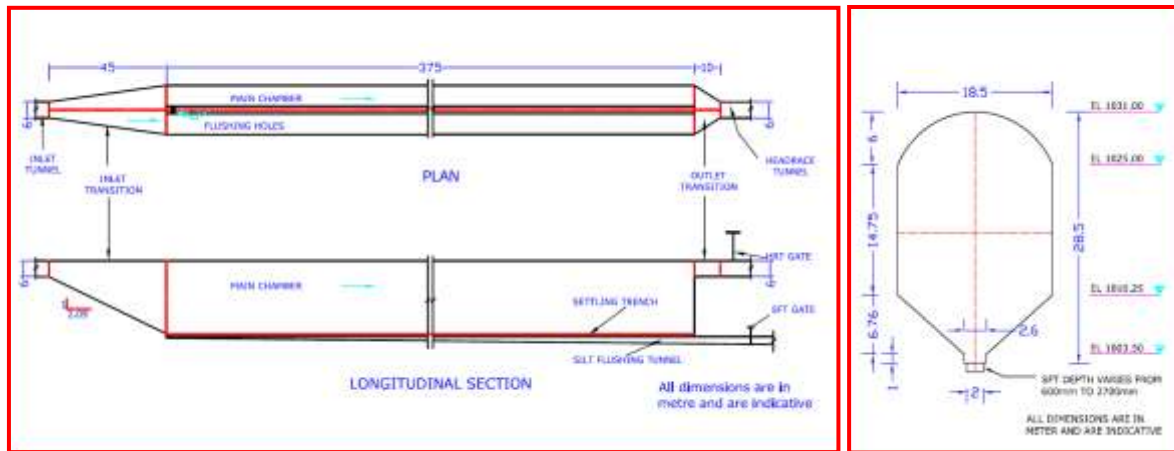 45
375
10
MAIN CHAMBER
FLUSHING HOLES
6
6
INLET
TUNNEL
INLET
TRANSITION
PLAN
OUTLET
TRANSITION
HEADRACE
TUNNEL
6
MAIN CHAMBER
HRT GATE
6
SETTLING TRENCH
SFT GATE
SILT FLUSHING TUNNEL
LONGITUDINAL SECTION
All dimensions are in
metre and are indicative
18.5
EL 1031.00
6
EL 1025.00
14.75
28.5
EL 1010.25
6.76
2.6
EL 1003.50
1
2
SFT DEPTH VARIES FROM
600mm TO 2700mm
ALL DIMENSIONS ARE IN
METER AND ARE INDICATIVE